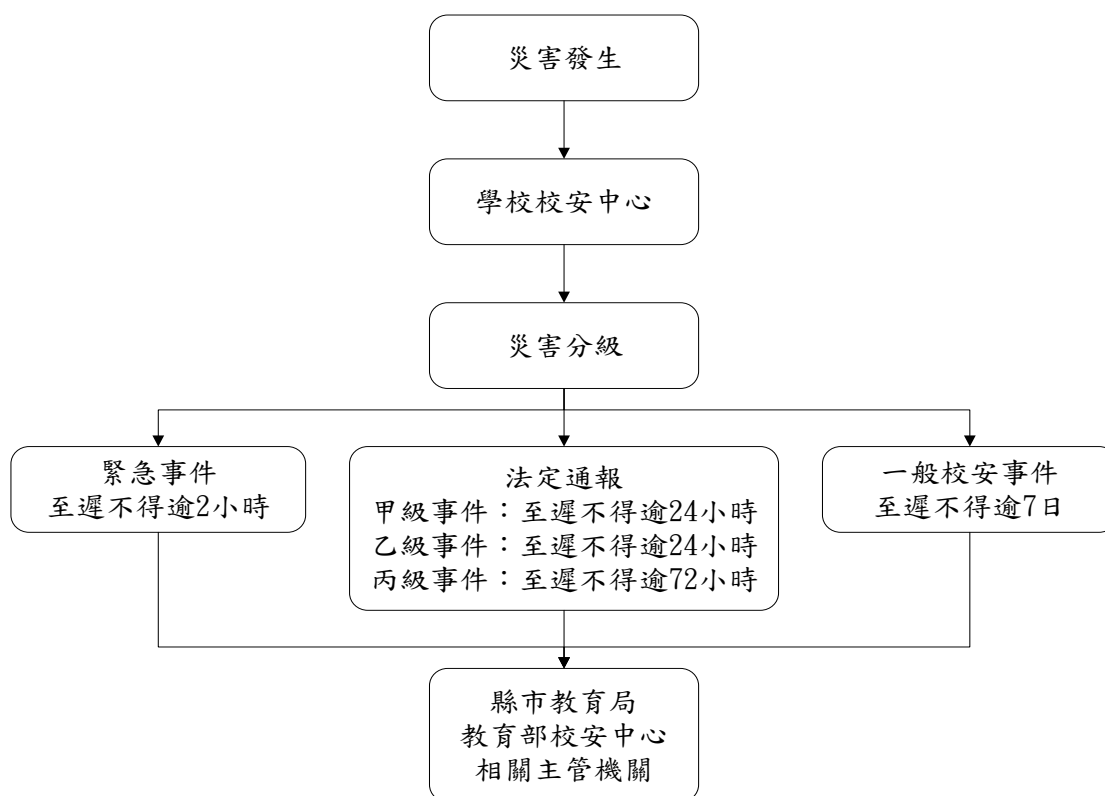 災害發生
學校校安中心
災害分級
緊急事件
至遲不得逾2小時
法定通報
甲級事件：至遲不得逾24小時
乙級事件：至遲不得逾24小時
丙級事件：至遲不得逾72小時
一般校安事件
至遲不得逾7日
縣市教育局
教育部校安中心
相關主管機關